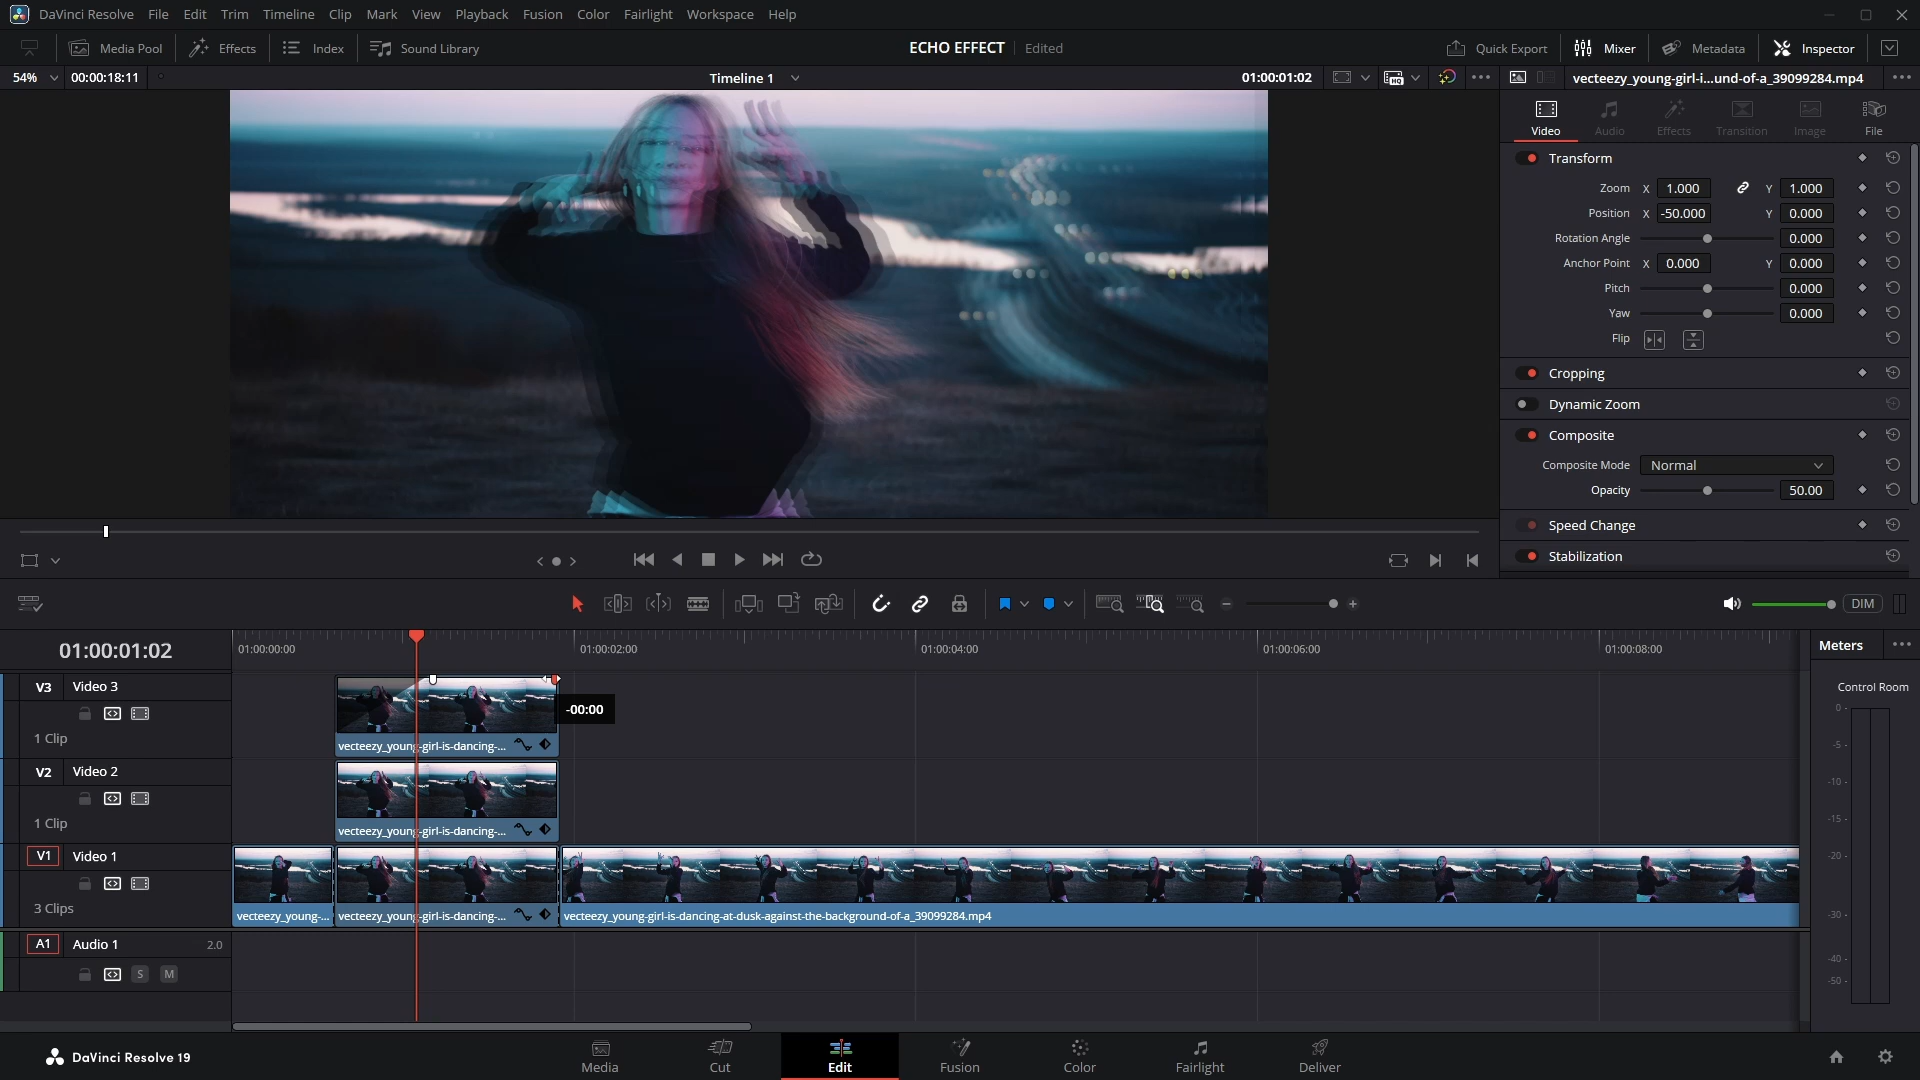 DaVinci Resolve File Edit Trim Timeline Clip Mark View Playback Fusion Color Fairlight Workspace Help
Media Pool Effects Index Sound Library ECHO EFFECT Edited Quick Export Mixer Metadata Inspector
54% 00:00:18:11 Timeline 1 01:00:01:02 vecteezy_young-girl-i...und-of-a_39099284.mp4
Video Audio Effects Transition Image File
Transform
Zoom X 1.000 Y 1.000
Position X -50.000 Y 0.000
Rotation Angle 0.000
Anchor Point X 0.000 Y 0.000
Pitch 0.000
Yaw 0.000
Flip
Cropping
Dynamic Zoom
Composite
Composite Mode Normal
Opacity 50.00
Speed Change
Stabilization
DIM
01:00:01:02 01:00:00:00 01:00:02:00 01:00:04:00 01:00:06:00 01:00:08:00 Meters
V3 Video 3
1 Clip
-00:00
vecteezy_young-girl-is-dancing-...
V2 Video 2
1 Clip
vecteezy_young-girl-is-dancing-...
V1 Video 1
3 Clips
vecteezy_young-... vecteezy_young-girl-is-dancing-... vecteezy_young-girl-is-dancing-at-dusk-against-the-background-of-a_39099284.mp4
A1 Audio 1 2.0
S M
Control Room
0
-5
-10
-15
-20
-30
-40
-50
DaVinci Resolve 19 Media Cut Edit Fusion Color Fairlight Deliver